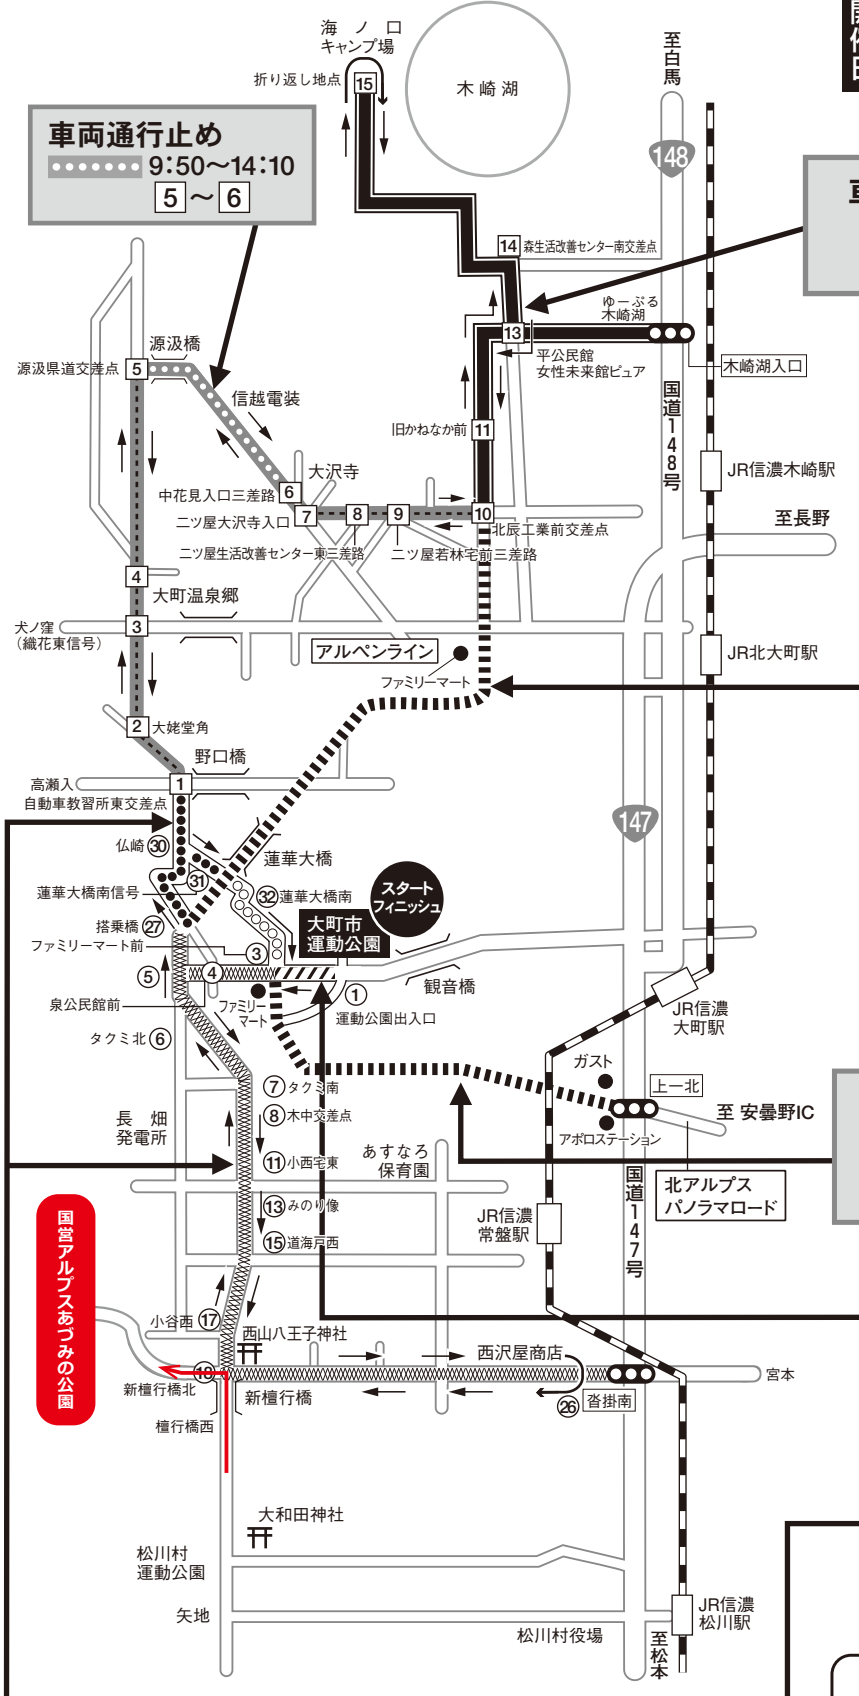 開催日
海ノ口
キャンプ場
折り返し地点
15
木崎湖
至白馬
148
車両通行止め
9:50〜14:10
5〜6
車
14
森生活改善センター南交差点
ゆーぷる
木崎湖
13
平公民館
女性未来館ピュア
木崎湖入口
源汲橋
源汲県道交差点
5
信越電装
国道148号
旧かねなか前
11
JR信濃木崎駅
大沢寺
中花見入口三差路
6
二ツ屋大沢寺入口
7
8
9
10
北辰工業前交差点
至長野
二ツ屋生活改善センター東三差路
二ツ屋若林宅前三差路
4
大町温泉郷
犬ノ窪
(織花東信号)
3
アルペンライン
ファミリーマート
JR北大町駅
2
大姥堂角
野口橋
高瀬入
1
自動車教習所東交差点
147
仏崎
30
蓮華大橋
31
蓮華大橋南信号
32
蓮華大橋南
スタート
フィニッシュ
搭乗橋
27
大町市
運動公園
ファミリーマート前
3
5
4
観音橋
泉公民館前
ファミリー
マート
1
運動公園出入口
JR信濃
大町駅
タクミ北
6
ガスト
7
タクミ南
上一北
長畑
発電所
8
木中交差点
至 安曇野IC
アポロステーション
あすなろ
保育園
11
小西宅東
国道147号
北アルプス
パノラマロード
13
みのり像
JR信濃
常盤駅
15
道海戸西
国営アルプスあづみの公園
小谷西
17
西山八王子神社
西沢屋商店
18
新檀行橋北
新檀行橋
宮本
26
沓掛南
檀行橋西
大和田神社
松川村
運動公園
矢地
松川村役場
JR信濃
松川駅
至松本